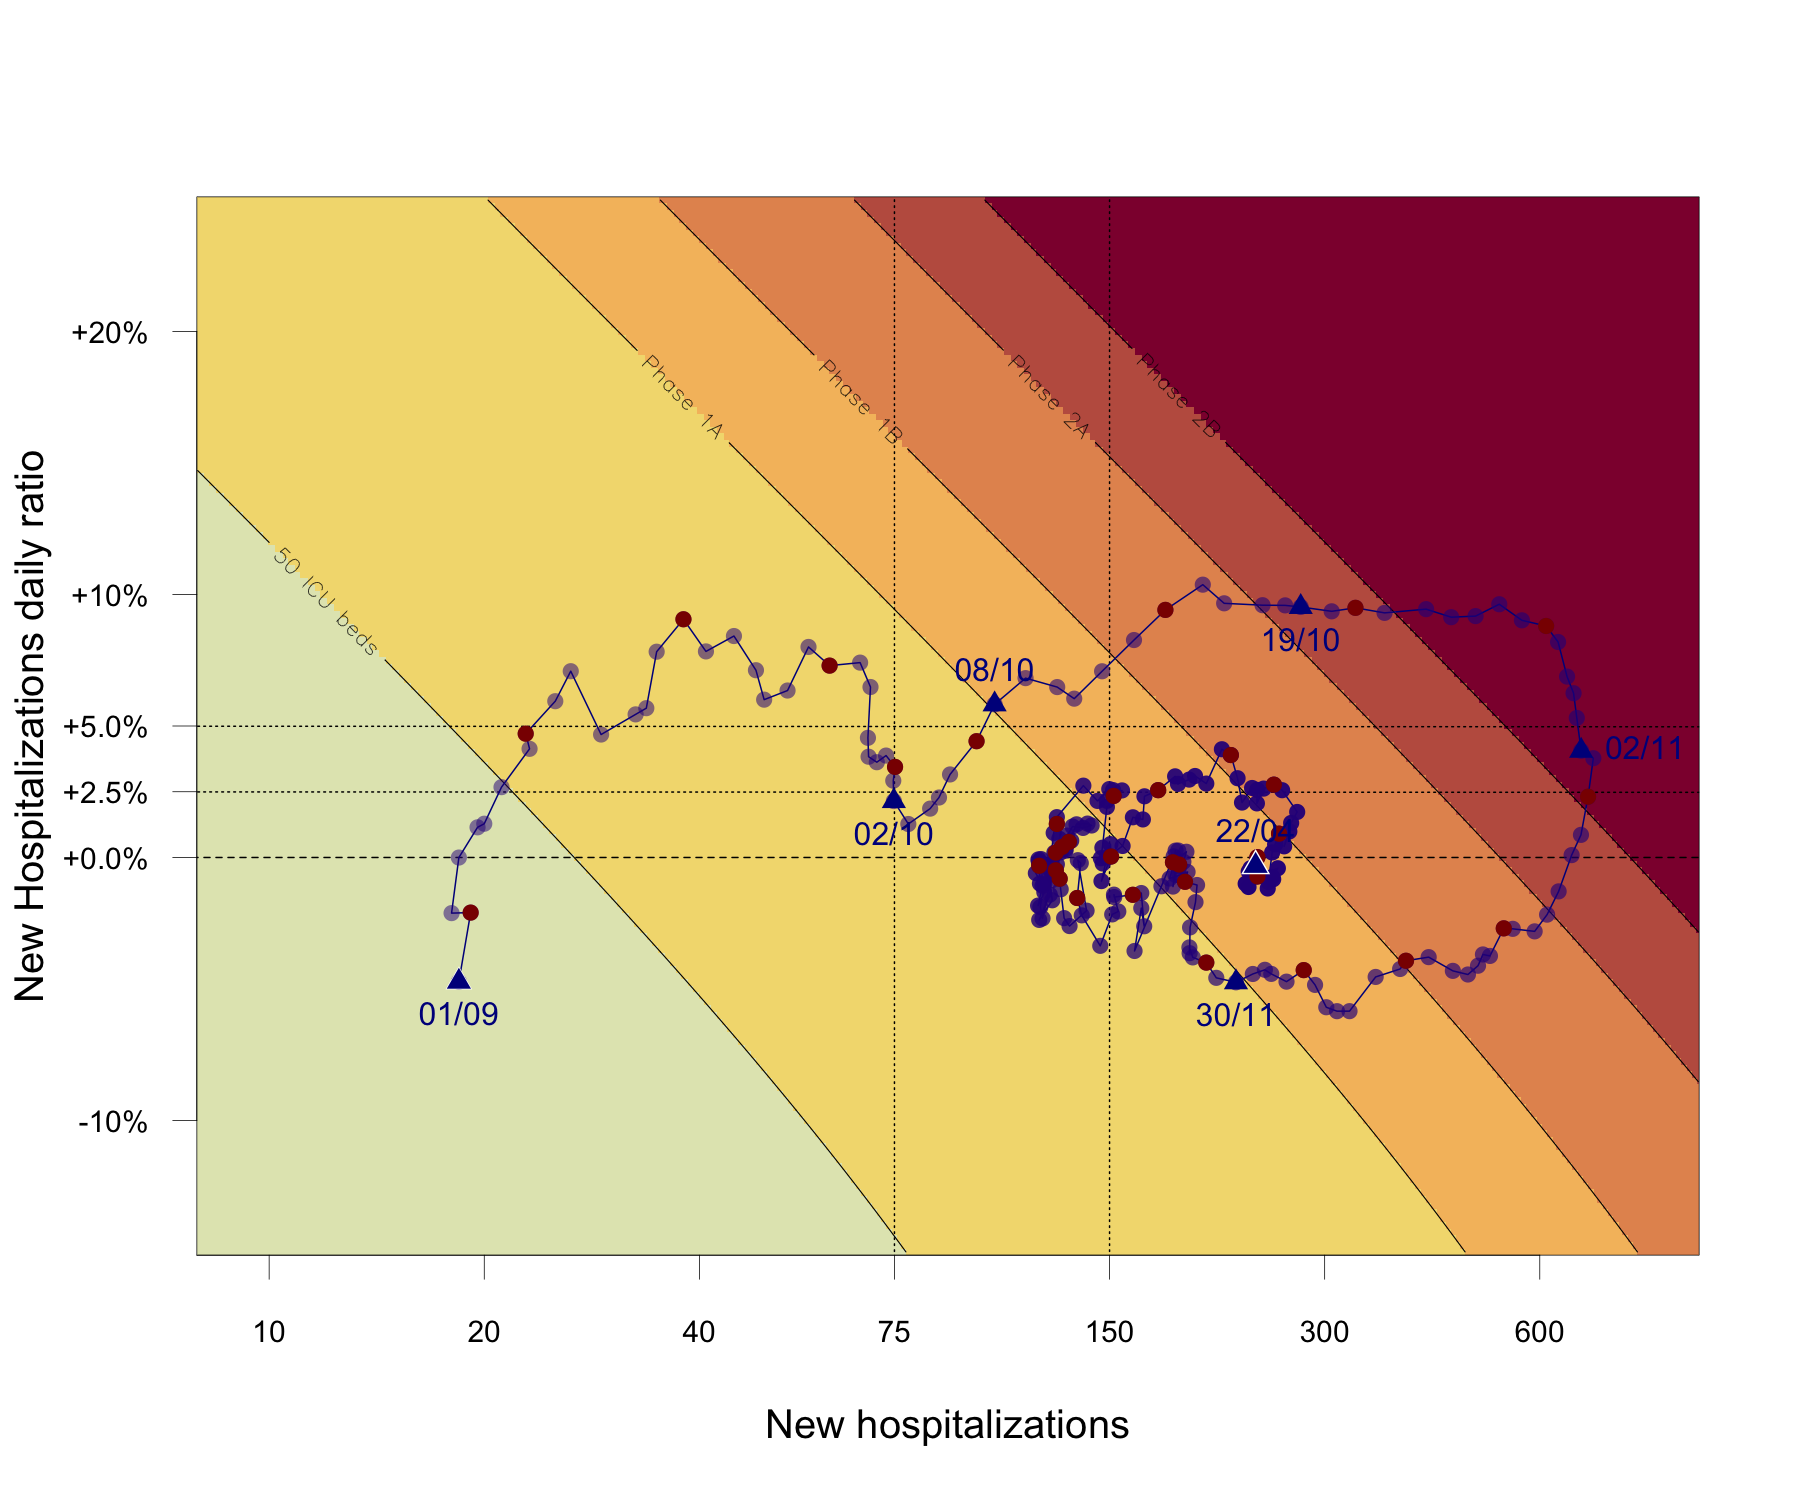 New Hospitalizations daily ratio
+20%
+10%
+5.0%
+2.5%
+0.0%
-10%
50 ICU beds
Phase 1A
Phase 1B
Phase 2A
Phase 2B
01/09
02/10
08/10
19/10
02/11
22/04
30/11
10
20
40
75
150
300
600
New hospitalizations